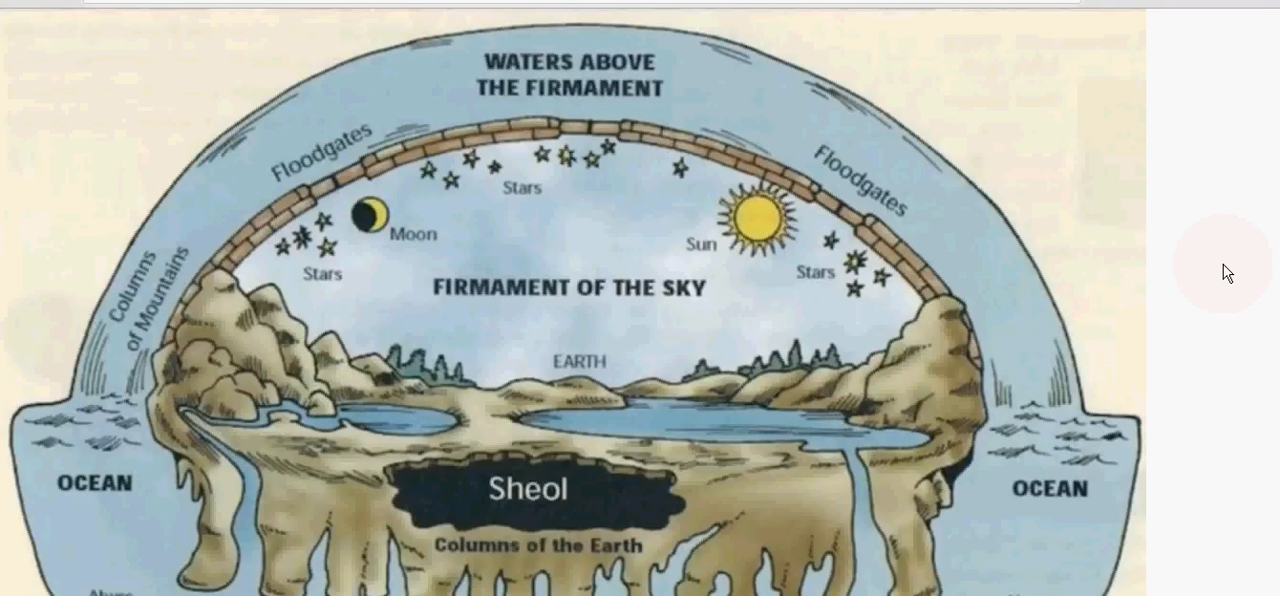 WATERS ABOVE
THE FIRMAMENT
Floodgates
Floodgates
Stars
Moon
Sun
Stars
Stars
Columns
of Mountains
FIRMAMENT OF THE SKY
EARTH
OCEAN
Sheol
OCEAN
Columns of the Earth